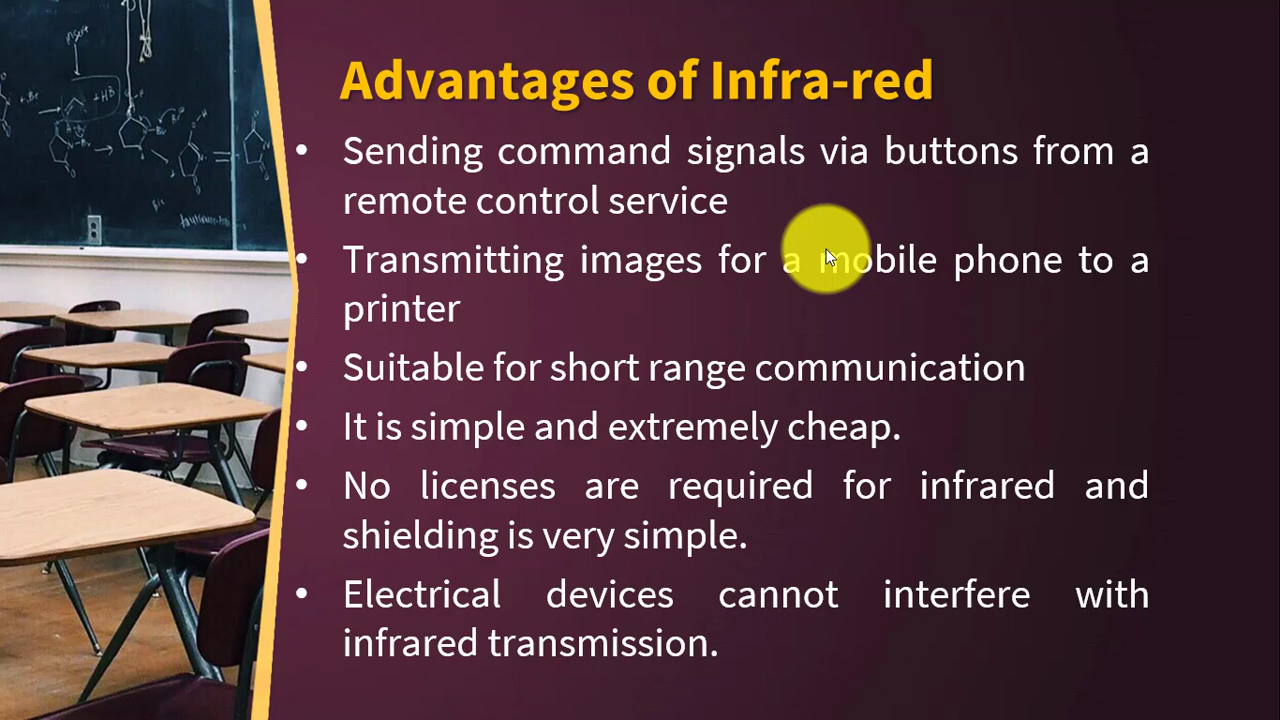 Advantages of Infra-red
• Sending command signals via buttons from a
remote control service
• Transmitting images for a mobile phone to a
printer
• Suitable for short range communication
• It is simple and extremely cheap.
• No licenses are required for infrared and
shielding is very simple.
• Electrical devices cannot interfere with
infrared transmission.